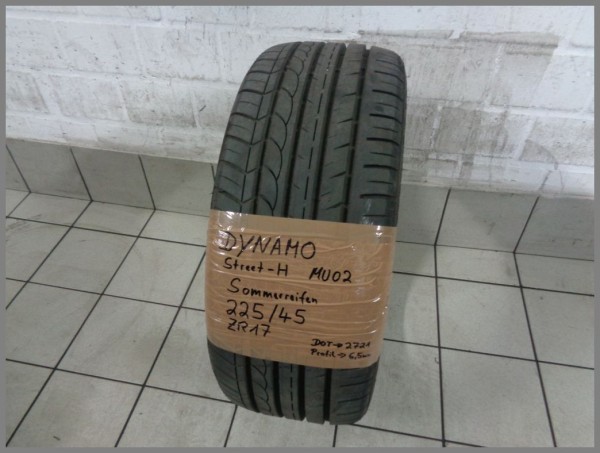 DYNAMO
Street-H MU02
Sommerreifen
225/45
ZR17
DOT→2721
Profil→6,5mm